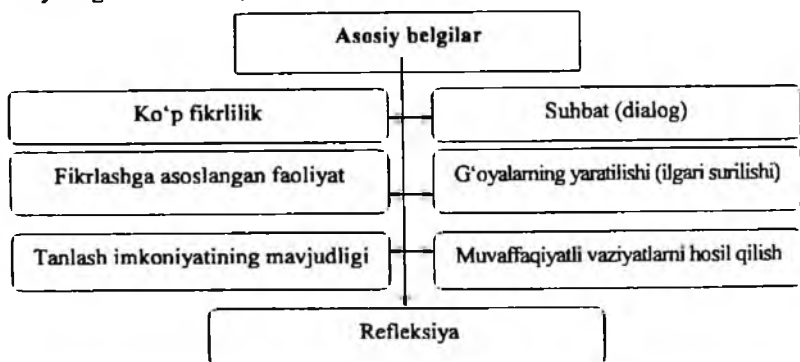 Asosiy belgilar
Ko‘p fikrlilik
Suhbat (dialog)
Fikrlashga asoslangan faoliyat
G‘oyalarning yaratilishi (ilgari surilishi)
Tanlash imkoniyatining mavjudligi
Muvaffaqiyatli vaziyatlarni hosil qilish
Refleksiya